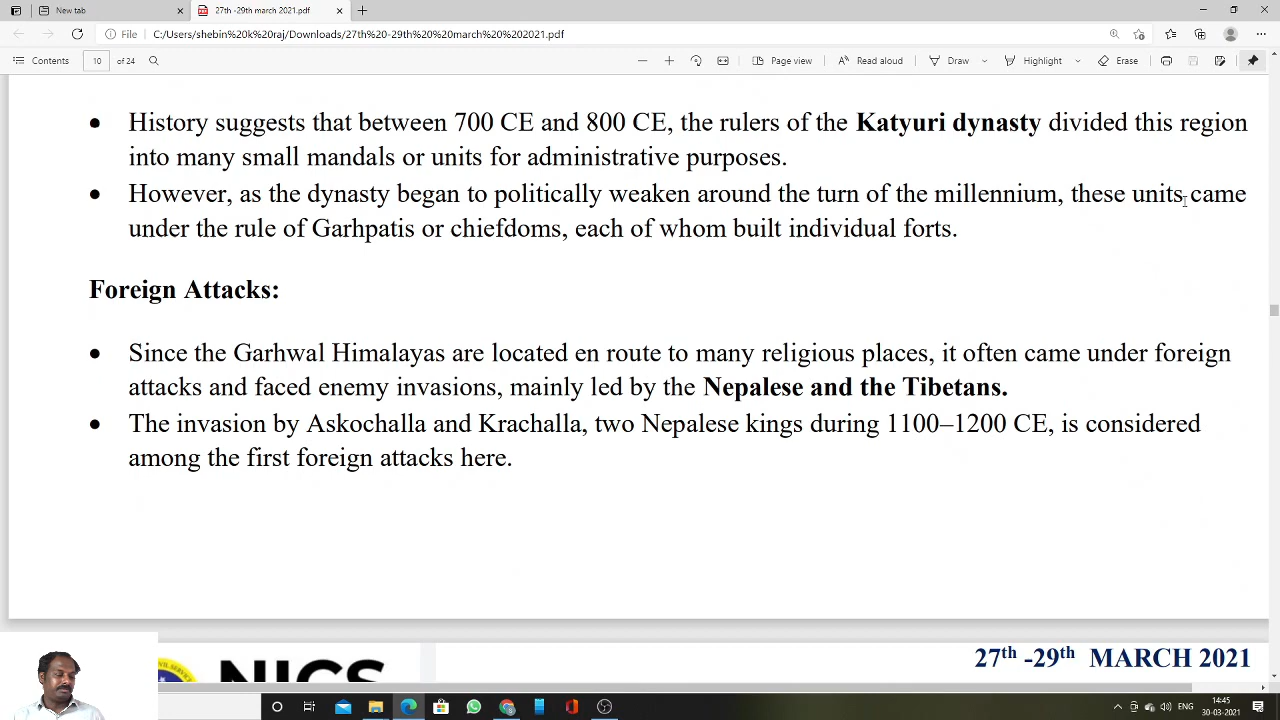 New tab
27th -29th march 2021.pdf
File
C:/Users/shebin%20k%20raj/Downloads/27th%20-29th%20%20march%20%202021.pdf
Contents
10
of 24
Page view
Read aloud
Draw
Highlight
Erase
• History suggests that between 700 CE and 800 CE, the rulers of the Katyuri dynasty divided this region
into many small mandals or units for administrative purposes.
• However, as the dynasty began to politically weaken around the turn of the millennium, these units came
under the rule of Garhpatis or chiefdoms, each of whom built individual forts.
Foreign Attacks:
• Since the Garhwal Himalayas are located en route to many religious places, it often came under foreign
attacks and faced enemy invasions, mainly led by the Nepalese and the Tibetans.
• The invasion by Askochalla and Krachalla, two Nepalese kings during 1100–1200 CE, is considered
among the first foreign attacks here.
NICS
27th -29th MARCH 2021
ENG
14:45
30-03-2021